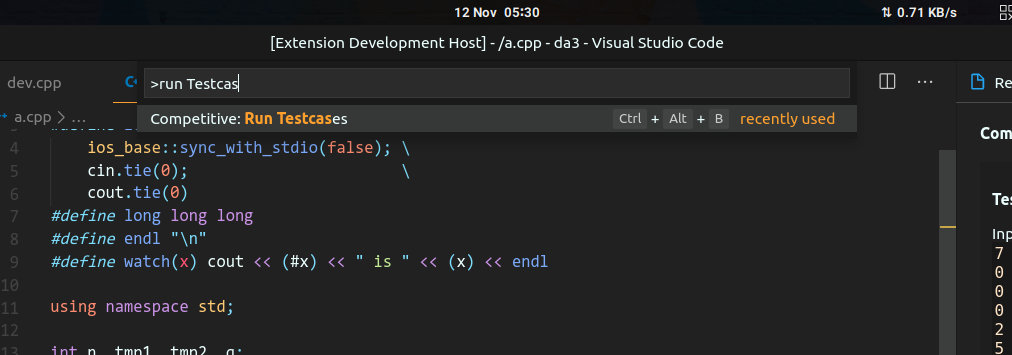 12 Nov 05:30
0.71 KB/s
[Extension Development Host] - /a.cpp - da3 - Visual Studio Code
dev.cpp
>run Testcas
Re
Competitive: Run Testcases Ctrl + Alt + B recently used
a.cpp > ...
Com
4 ios_base::sync_with_stdio(false); \
5 cin.tie(0); \
6 cout.tie(0)
7 #define long long long
8 #define endl "\n"
9 #define watch(x) cout << (#x) << " is " << (x) << endl
10
11 using namespace std;
12
13 int n, tmp1, tmp2, q;
Tes
Inp
7
0
0
0
2
5